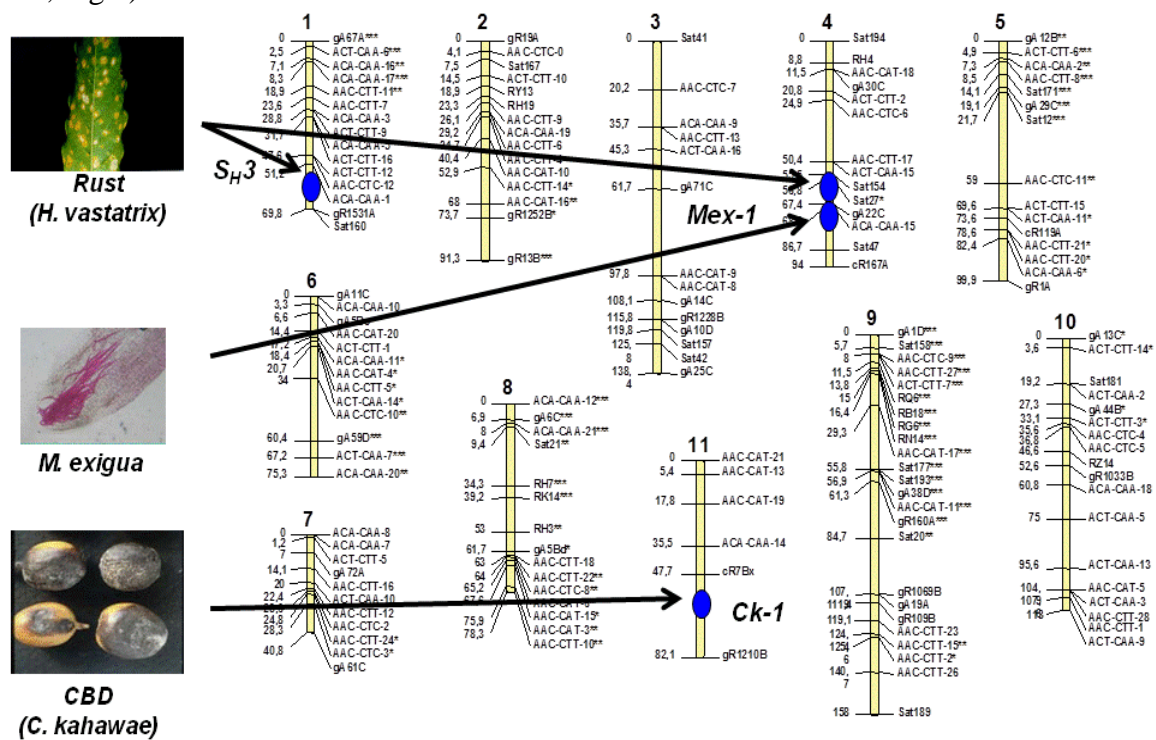 Rust
(H. vastatrix)
M. exigua
CBD
(C. kahawae)
1
0
2,5
7,1
8,3
18,9
23,6
28,8
31,7
69,8
gA67A***
ACT-CAA-6***
ACA-CAA-16**
ACA-CAA-17***
AAC-CTT-11**
AAC-CTT-7
ACA-CAA-3
ACT-CTT-9
ACA-CAA-5
ACT-CTT-16
ACT-CTT-12
AAC-CTC-12
ACA-CAA-1
gR1531A
Sat160
SH3
2
0
4,1
7,5
14,5
18,9
23,3
26,1
29,2
40,4
52,9
68
73,7
91,3
gR19A
AAC-CTC-0
Sat167
ACT-CTT-10
RY13
RH19
AAC-CTT-9
ACA-CAA-19
AAC-CTT-6
AAC-CAT-10
AAC-CTT-14*
AAC-CAT-16**
gR1252B*
gR13B***
3
0
20,2
35,7
45,3
61,7
97,8
108,1
115,8
119,8
125,
8
138,
4
Sat41
AAC-CTC-7
ACA-CAA-9
AAC-CTT-13
ACT-CAA-16
gA71C
AAC-CAT-9
AAC-CAT-8
gA14C
gR1228B
gA10D
Sat157
Sat42
gA25C
4
0
8,8
11,5
20,8
24,9
50,4
67,4
86,7
94
Sat194
RH4
AAC-CAT-18
gA30C
ACT-CTT-2
AAC-CTC-6
AAC-CTT-17
ACT-CAA-15
Sat154
Sat27*
gA22C
ACA-CAA-15
Sat47
cR167A
Mex-1
5
0
4,9
7,3
8,5
14,1
19,1
21,7
59
69,6
73,6
78,6
82,4
99,9
gA12B**
ACT-CTT-6***
ACA-CAA-2**
AAC-CTT-8***
Sat171***
gA29C***
Sat12***
AAC-CTC-11**
ACT-CTT-15
ACT-CAA-11*
cR119A
AAC-CTT-21*
AAC-CTT-20*
ACA-CAA-6*
gR1A
6
0
3,3
6,6
14,4
18,4
20,7
34
60,4
67,2
75,3
gA11C
ACA-CAA-10
AAC-CAT-20
ACT-CTT-1
ACA-CAA-11*
AAC-CAT-4*
AAC-CTT-5*
ACT-CAA-14*
AAC-CTC-10**
gA59D***
ACT-CAA-7***
ACA-CAA-20**
7
0
1,2
7
14,1
20
22,4
24,8
28,3
40,8
ACA-CAA-8
ACA-CAA-7
ACT-CTT-5
gA72A
AAC-CTT-16
ACT-CAA-10
AAC-CTT-12
AAC-CTC-2
AAC-CTT-24*
AAC-CTC-3*
gA61C
8
0
6,9
8
9,4
34,3
39,2
53
61,7
63
64
65,2
75,9
78,3
ACA-CAA-12***
gA6C***
ACA-CAA-21***
Sat21**
RH7***
RK14***
RH3**
gA5Bd*
AAC-CTT-18
AAC-CTT-22**
AAC-CTC-8**
AAC-CAT-15*
AAC-CAT-3**
AAC-CTT-10**
11
0
5,4
17,8
35,5
47,7
82,1
AAC-CAT-21
AAC-CAT-13
AAC-CAT-19
ACA-CAA-14
cR7Bx
gR1210B
Ck-1
9
0
5,7
8
11,5
13,8
15
16,4
29,3
55,8
56,9
61,3
84,7
107,
119,1
124,
6
140,
7
158
gA1D***
Sat158***
AAC-CTC-9***
AAC-CTT-27***
ACT-CTT-7***
RQ6***
RB18***
RG6***
RN14***
AAC-CAT-17***
Sat177***
Sat193***
gA38D***
AAC-CAT-11***
gR160A***
Sat20**
gR1069B
gA19A
gR109B
AAC-CTT-23
AAC-CTT-15**
AAC-CTT-2*
AAC-CTT-26
Sat189
10
0
3,6
19,2
27,3
33,1
35,6
36,8
46,6
52,6
60,8
75
95,6
104,
gA13C*
ACT-CTT-14*
Sat181
ACT-CAA-2
gA44B*
ACT-CTT-3*
AAC-CTC-4
AAC-CTC-5
RZ14
gR1033B
ACA-CAA-18
ACT-CAA-5
ACT-CAA-13
AAC-CAT-5
ACT-CAA-3
AAC-CTT-28
AAC-CTT-1
ACT-CAA-9